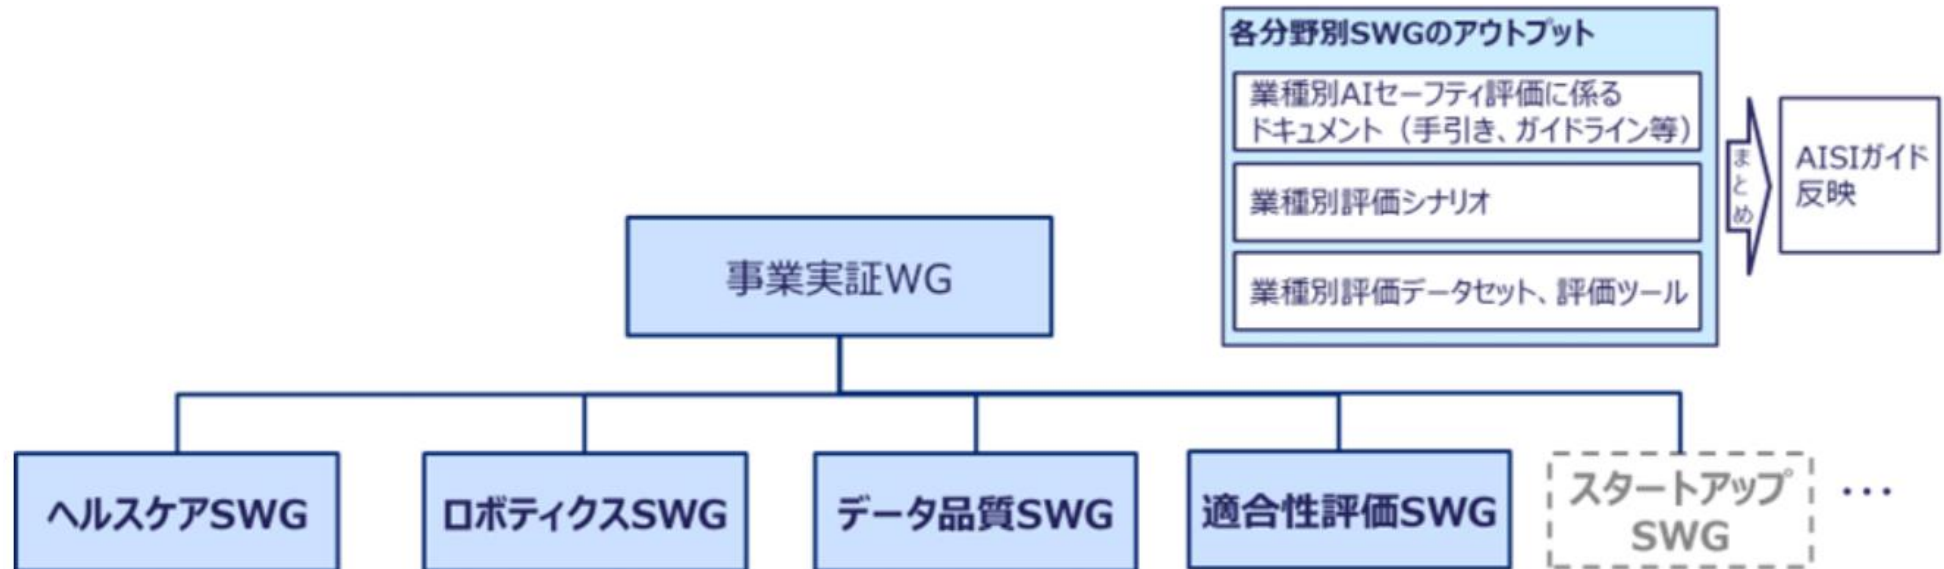 各分野別SWGのアウトプット
業種別AIセーフティ評価に係る
ドキュメント（手引き、ガイドライン等）
業種別評価シナリオ
業種別評価データセット、評価ツール
まとめ
AISIガイド
反映
事業実証WG
ヘルスケアSWG
ロボティクスSWG
データ品質SWG
適合性評価SWG
スタートアップ
SWG
・・・